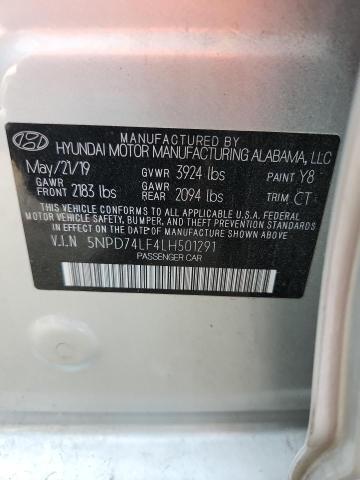 HYUNDAI MOTOR MANUFACTURING ALABAMA, LLC
May/21/19 GVWR 3924 lbs PAINT Y8
GAWR FRONT 2183 lbs GAWR REAR 2094 lbs TRIM CT
THIS VEHICLE CONFORMS TO ALL APPLICABLE U.S.A. FEDERAL
MOTOR VEHICLE SAFETY, BUMPER, AND THEFT PREVENTION
STANDARDS IN EFFECT ON THE DATE OF MANUFACTURE SHOWN ABOVE.
V.I.N 5NPD74LF4LH501291
PASSENGER CAR